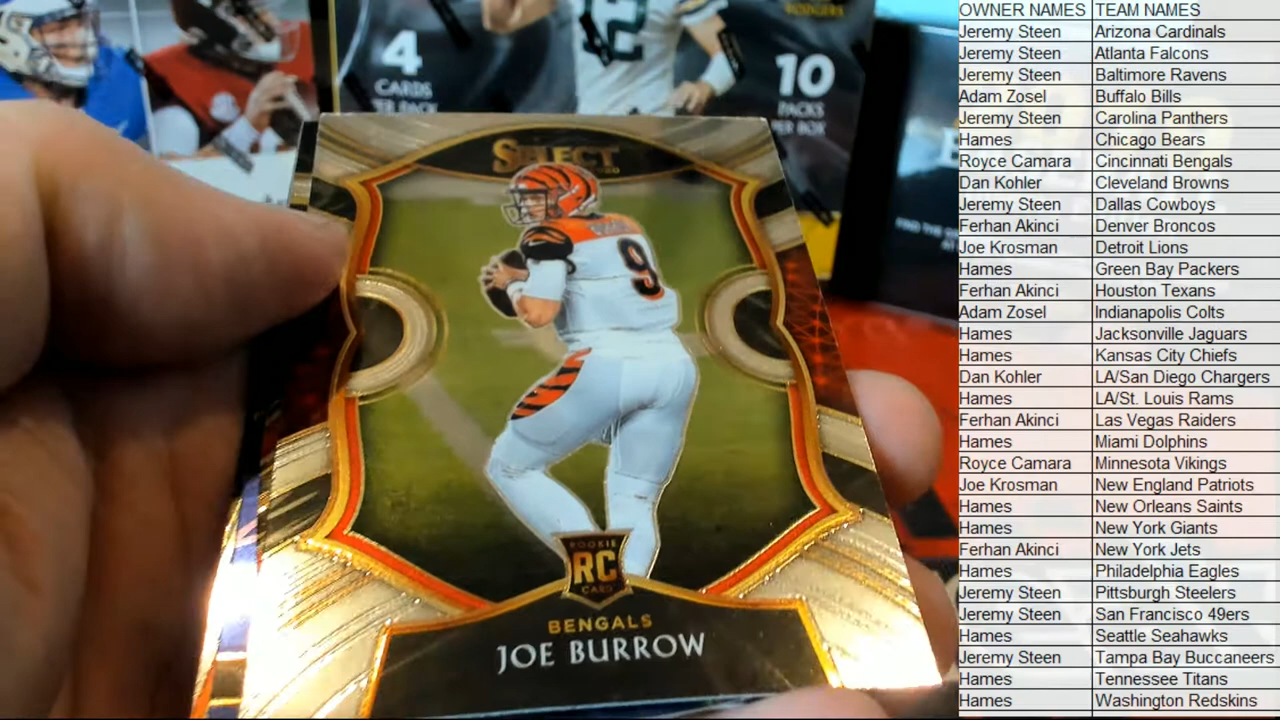 RODGERS
12
4
CARDS
PER PACK
10
PACKS
PER BOX
SELECT
9
ROOKIE
RC
CARD
BENGALS
JOE BURROW
OWNER NAMES TEAM NAMES
Jeremy Steen Arizona Cardinals
Jeremy Steen Atlanta Falcons
Jeremy Steen Baltimore Ravens
Adam Zosel Buffalo Bills
Jeremy Steen Carolina Panthers
Hames Chicago Bears
Royce Camara Cincinnati Bengals
Dan Kohler Cleveland Browns
Jeremy Steen Dallas Cowboys
Ferhan Akinci Denver Broncos
Joe Krosman Detroit Lions
Hames Green Bay Packers
Ferhan Akinci Houston Texans
Adam Zosel Indianapolis Colts
Hames Jacksonville Jaguars
Hames Kansas City Chiefs
Dan Kohler LA/San Diego Chargers
Hames LA/St. Louis Rams
Ferhan Akinci Las Vegas Raiders
Hames Miami Dolphins
Royce Camara Minnesota Vikings
Joe Krosman New England Patriots
Hames New Orleans Saints
Hames New York Giants
Ferhan Akinci New York Jets
Hames Philadelphia Eagles
Jeremy Steen Pittsburgh Steelers
Jeremy Steen San Francisco 49ers
Hames Seattle Seahawks
Jeremy Steen Tampa Bay Buccaneers
Hames Tennessee Titans
Hames Washington Redskins